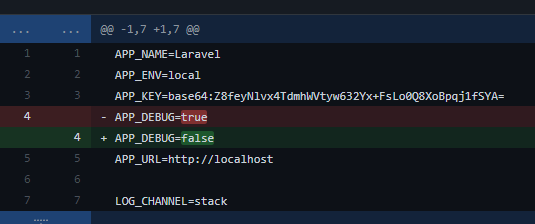 ... ... @@ -1,7 +1,7 @@
1 1 APP_NAME=Laravel
2 2 APP_ENV=local
3 3 APP_KEY=base64:Z8feyNlvx4TdmhWVtyw632Yx+FsLo0Q8XoBpqj1fSYA=
4 - APP_DEBUG=true
4 + APP_DEBUG=false
5 5 APP_URL=http://localhost
6 6
7 7 LOG_CHANNEL=stack
.....